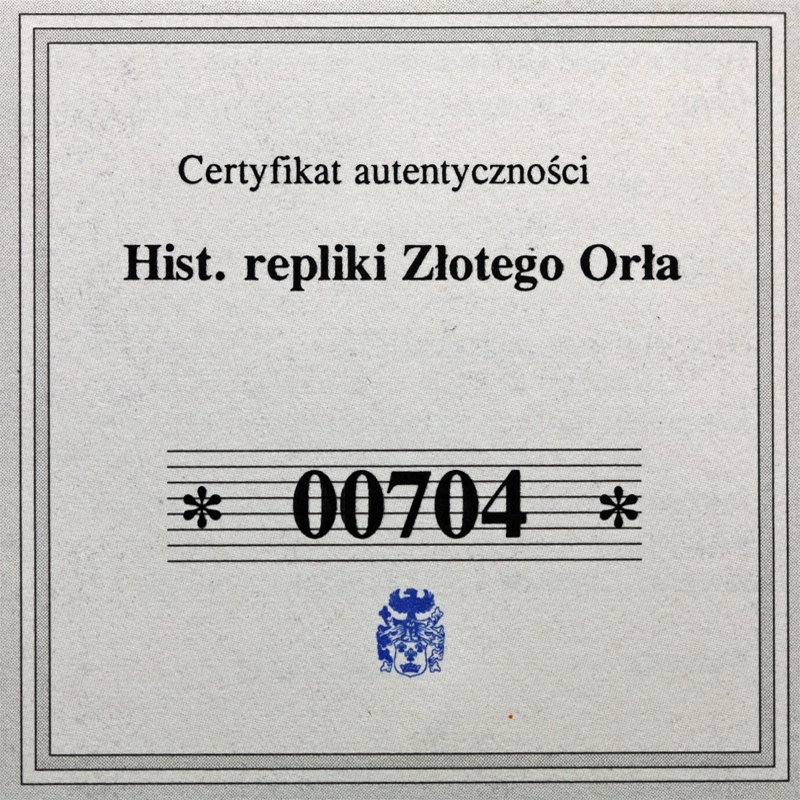 Certyfikat autentyczności
Hist. repliki Złotego Orła
* 00704 *